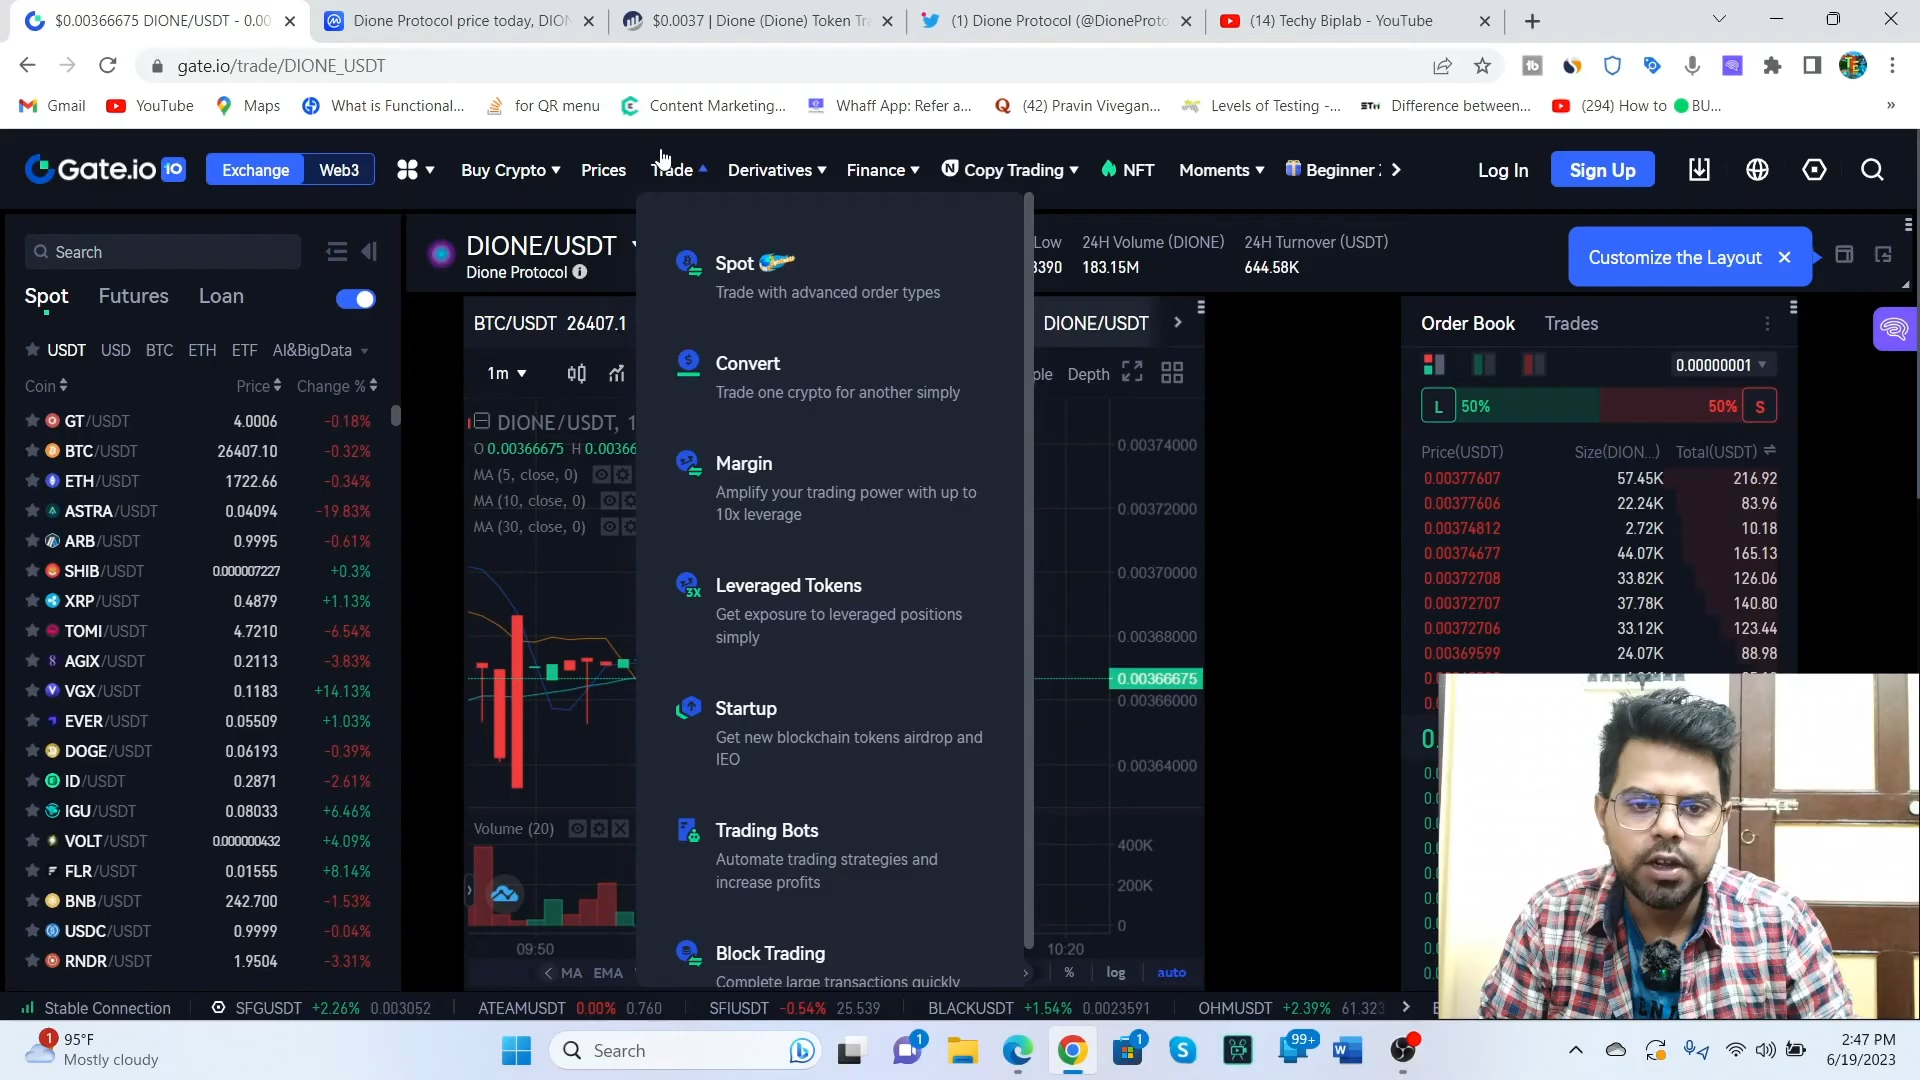 $0.00366675 DIONE/USDT - 0.00
Dione Protocol price today, DION
$0.0037 | Dione (Dione) Token Tr
(1) Dione Protocol (@DioneProto
(14) Techy Biplab - YouTube
gate.io/trade/DIONE_USDT
Gmail
YouTube
Maps
What is Functional...
for QR menu
Content Marketing...
Whaff App: Refer a...
(42) Pravin Vivegan...
Levels of Testing -...
Difference between...
(294) How to
BU...
Gate.io 10
Exchange
Web3
Buy Crypto
Prices
Trade
Derivatives
Finance
Copy Trading
NFT
Moments
Beginner
Log In
Sign Up
Search
Spot
Futures
Loan
USDT USD BTC ETH ETF AI&BigData
Coin Price Change %
GT/USDT 4.0006 -0.18%
BTC/USDT 26407.10 -0.32%
ETH/USDT 1722.66 -0.34%
ASTRA/USDT 0.04094 -19.83%
ARB/USDT 0.9995 -0.61%
SHIB/USDT 0.000007227 +0.3%
XRP/USDT 0.4879 +1.13%
TOMI/USDT 4.7210 -6.54%
AGIX/USDT 0.2113 -3.83%
VGX/USDT 0.1183 +14.13%
EVER/USDT 0.05509 +1.03%
DOGE/USDT 0.06193 -0.39%
ID/USDT 0.2871 -2.61%
IGU/USDT 0.08033 +6.46%
VOLT/USDT 0.000000432 +4.09%
FLR/USDT 0.01555 +8.14%
BNB/USDT 242.700 -1.53%
USDC/USDT 0.9999 -0.04%
RNDR/USDT 1.9504 -3.31%
DIONE/USDT
Dione Protocol
Low
3390
24H Volume (DIONE)
183.15M
24H Turnover (USDT)
644.58K
Customize the Layout
BTC/USDT 26407.1
DIONE/USDT
1m
Depth
DIONE/USDT, 1
O 0.00366675 H 0.00366
MA (5, close, 0)
MA (10, close, 0)
MA (30, close, 0)
Volume (20)
09:50
10:20
MA EMA
% log auto
Spot
Trade with advanced order types
Convert
Trade one crypto for another simply
Margin
Amplify your trading power with up to
10x leverage
3X
Leveraged Tokens
Get exposure to leveraged positions
simply
Startup
Get new blockchain tokens airdrop and
IEO
Trading Bots
Automate trading strategies and
increase profits
Block Trading
Complete large transactions quickly
0.00374000
0.00372000
0.00370000
0.00368000
0.00366675
0.00366000
0.00364000
400K
200K
0
Order Book
Trades
0.00000001
L 50% 50% S
Price(USDT) Size(DION...) Total(USDT)
0.00377607 57.45K 216.92
0.00377606 22.24K 83.96
0.00374812 2.72K 10.18
0.00374677 44.07K 165.13
0.00372708 33.82K 126.06
0.00372707 37.78K 140.80
0.00372706 33.12K 123.44
0.00369599 24.07K 88.98
Stable Connection
SFGUSDT +2.26% 0.003052
ATEAMUSDT 0.00% 0.760
SFIUSDT -0.54% 25.539
BLACKUSDT +1.54% 0.0023591
OHMUSDT +2.39% 61.323
1
95°F
Mostly cloudy
Search
1
1
99+
2:47 PM
6/19/2023